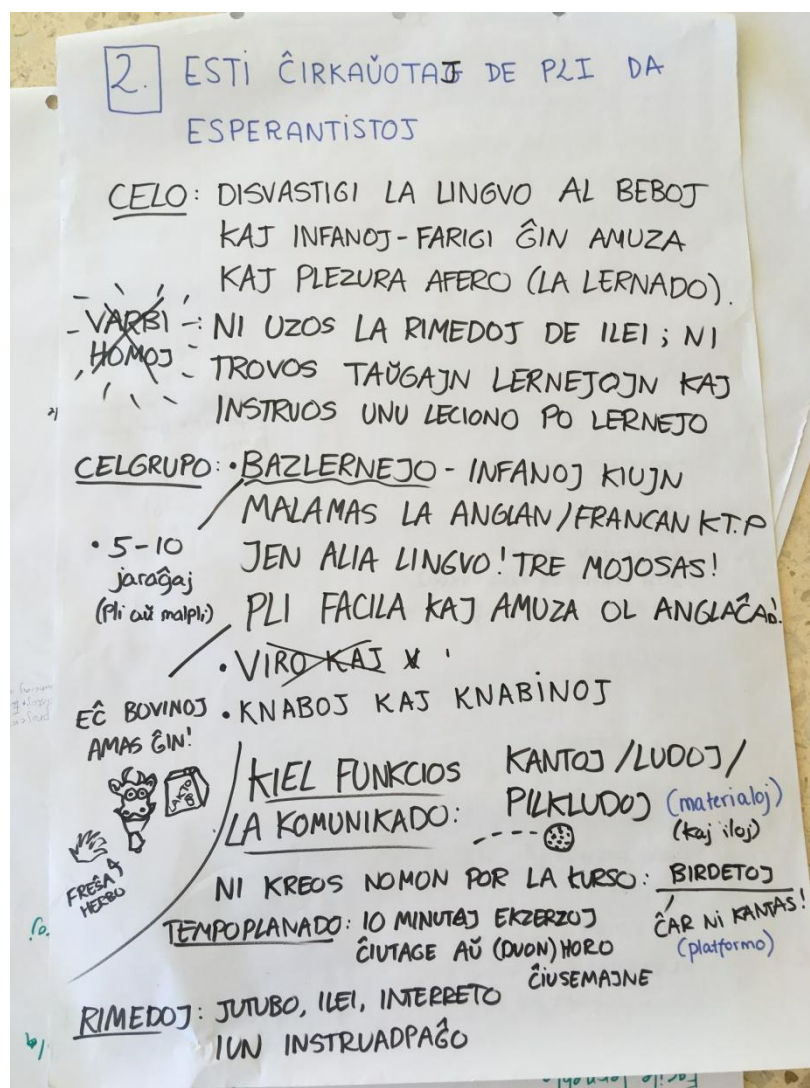 2. ESTI ĈIRKAŬOTAJ DE PLI DA
ESPERANTISTOJ
CELO: DISVASTIGI LA LINGVO AL BEBOJ
KAJ INFANOJ - FARIGI ĜIN AMUZA
KAJ PLEZURA AFERO (LA LERNADO).
VARBI
HOMOJ
: NI UZOS LA RIMEDOJ DE ILEI; NI
TROVOS TAŬGAJN LERNEJOJN KAJ
INSTRUOS UNU LECIONO PO LERNEJO
CELGRUPO: • BAZLERNEJO - INFANOJ KIUJN
MALAMAS LA ANGLAN/FRANCAN K.T.P
JEN ALIA LINGVO! TRE MOJOSAS!
PLI FACILA KAJ AMUZA OL ANGLAĈAĴ!
• 5-10
jaraĝaj
(Pli aŭ malpli)
• VIRO KAJ V
• KNABOJ KAJ KNABINOJ
EĈ BOVINOJ
AMAS ĜIN!
LAKTO
FREŜA
HERBO
KIEL FUNKCIOS
LA KOMUNIKADO:
KANTOJ/LUDOJ/
PILKLUDOJ (materialoj)
(kaj iloj)
NI KREOS NOMON POR LA KURSO: BIRDETOJ
ĈAR NI KANTAS!
(platformo)
TEMPOPLANADO: 10 MINUTAJ EKZERZOJ
ĈIUTAGE AŬ (DUON)HORO
ĈIUSEMAJNE
RIMEDOJ: JUTUBO, ILEI, INTERRETO
IUN INSTRUADPAĜO